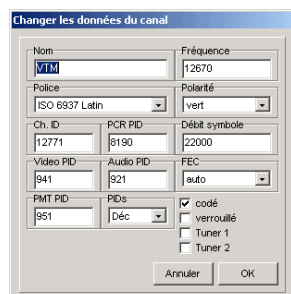 Changer les données du canal
Nom
Fréquence
VTM
12670
Police
Polarité
ISO 6937 Latin
vert
Ch. ID
PCR PID
Débit symbole
12771
8190
22000
Video PID
Audio PID
FEC
941
921
auto
PMT PID
PIDs
codé
951
Déc
verrouillé
Tuner 1
Tuner 2
Annuler
OK